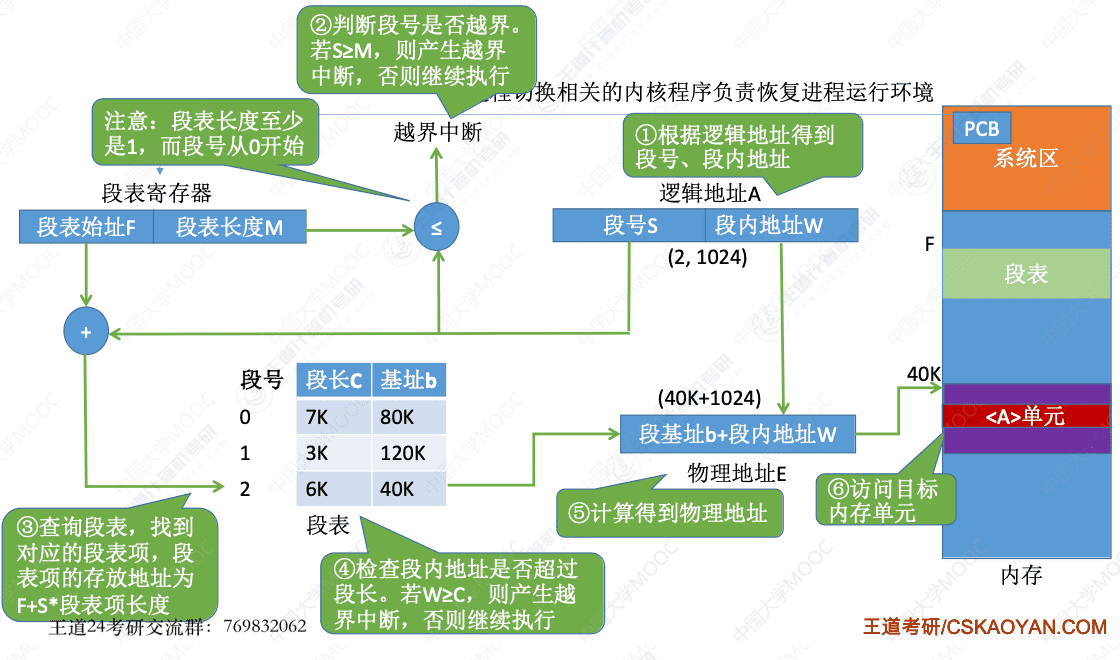 ②判断段号是否越界。
若S≥M，则产生越界
中断，否则继续执行
程切换相关的内核程序负责恢复进程运行环境
注意：段表长度至少
是1，而段号从0开始
越界中断
①根据逻辑地址得到
段号、段内地址
PCB
系统区
段表寄存器
逻辑地址A
段表始址F
段表长度M
≤
段号S
段内地址W
(2, 1024)
F
段表
+
40K
段号
段长C
基址b
0
7K
80K
1
3K
120K
2
6K
40K
段表
(40K+1024)
段基址b+段内地址W
物理地址E
<A>单元
⑥访问目标
内存单元
⑤计算得到物理地址
③查询段表，找到
对应的段表项，段
表项的存放地址为
F+S*段表项长度
④检查段内地址是否超过
段长。若W≥C，则产生越
界中断，否则继续执行
内存
王道24考研交流群：769832062
王道考研/CSKAOYAN.COM